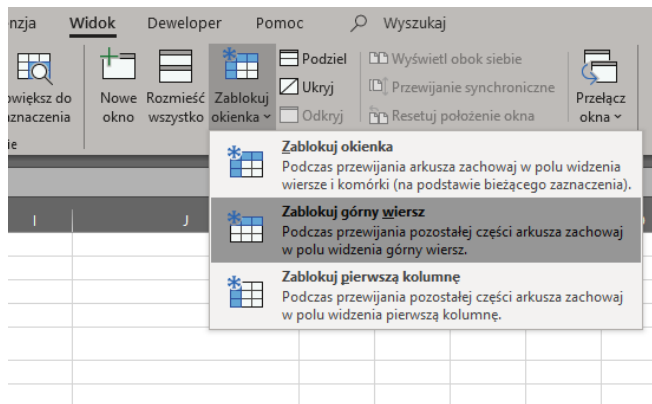 nzja Widok Deweloper Pomoc Wyszukaj
większ do
znaczenia
Nowe
okno
Rozmieść
wszystko
Zablokuj
okienka
Podziel
Ukryj
Odkryj
Wyświetl obok siebie
Przewijanie synchroniczne
Resetuj położenie okna
Przełącz
okna
ie
Zablokuj okienka
Podczas przewijania arkusza zachowaj w polu widzenia
wiersze i komórki (na podstawie bieżącego zaznaczenia).
Zablokuj górny wiersz
Podczas przewijania pozostałej części arkusza zachowaj
w polu widzenia górny wiersz.
Zablokuj pierwszą kolumnę
Podczas przewijania pozostałej części arkusza zachowaj
w polu widzenia pierwszą kolumnę.
I J